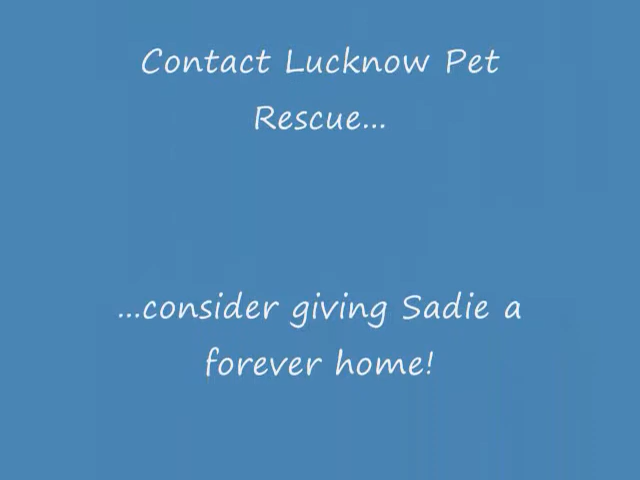 Contact Lucknow Pet
Rescue...
...consider giving Sadie a
forever home!